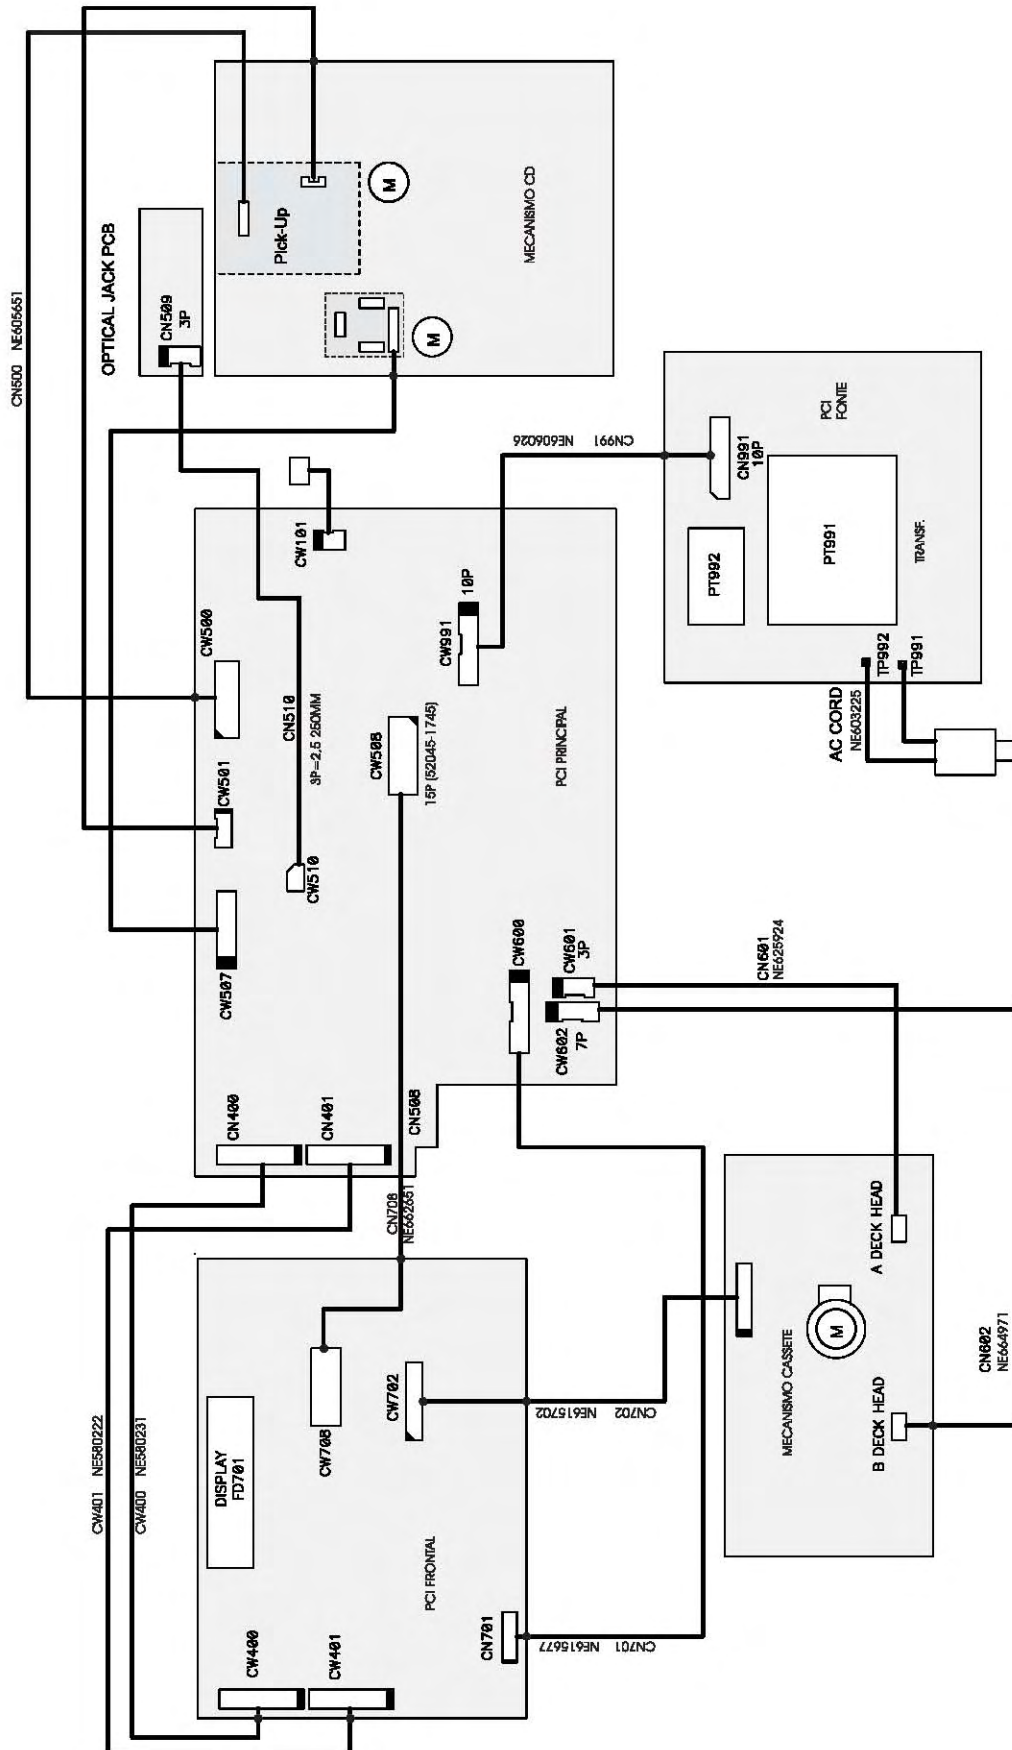 CN500 NE605651
OPTICAL JACK PCB
CN509
3P
Pick-Up
M
M
MECANISMO CD
CW101
CW500
CN510
3P=2,5 250MM
CW501
CW510
CW507
CW508
15P (52045-1745)
CW991
10P
PCI PRINCIPAL
CN991 NE606026
CN991
10P
PCI
FONTE
PT992
PT991
TRANSF.
TP992
TP991
AC CORD
NE603225
CW600
CW601
3P
CW602
7P
CN601
NE625924
CN400
CN401
CN508
CN708
NE662651
CW401 NE580222
CW400 NE580231
DISPLAY
FD701
CW708
CW702
PCI FRONTAL
CW400
CW401
CN701
CN702 NE615702
CN701 NE615677
MECANISMO CASSETE
M
A DECK HEAD
B DECK HEAD
CN602
NE664971